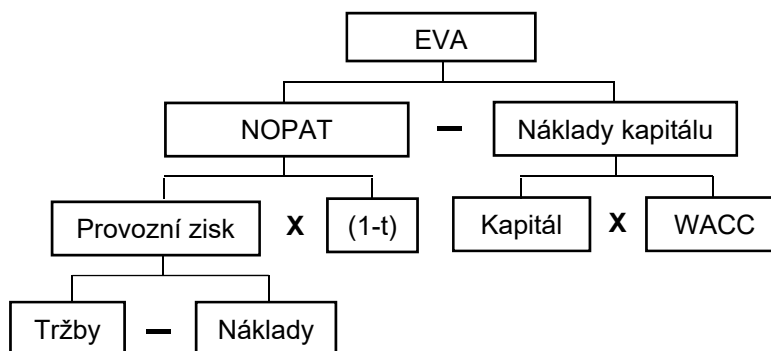 EVA
NOPAT – Náklady kapitálu
Provozní zisk X (1-t) Kapitál X WACC
Tržby – Náklady